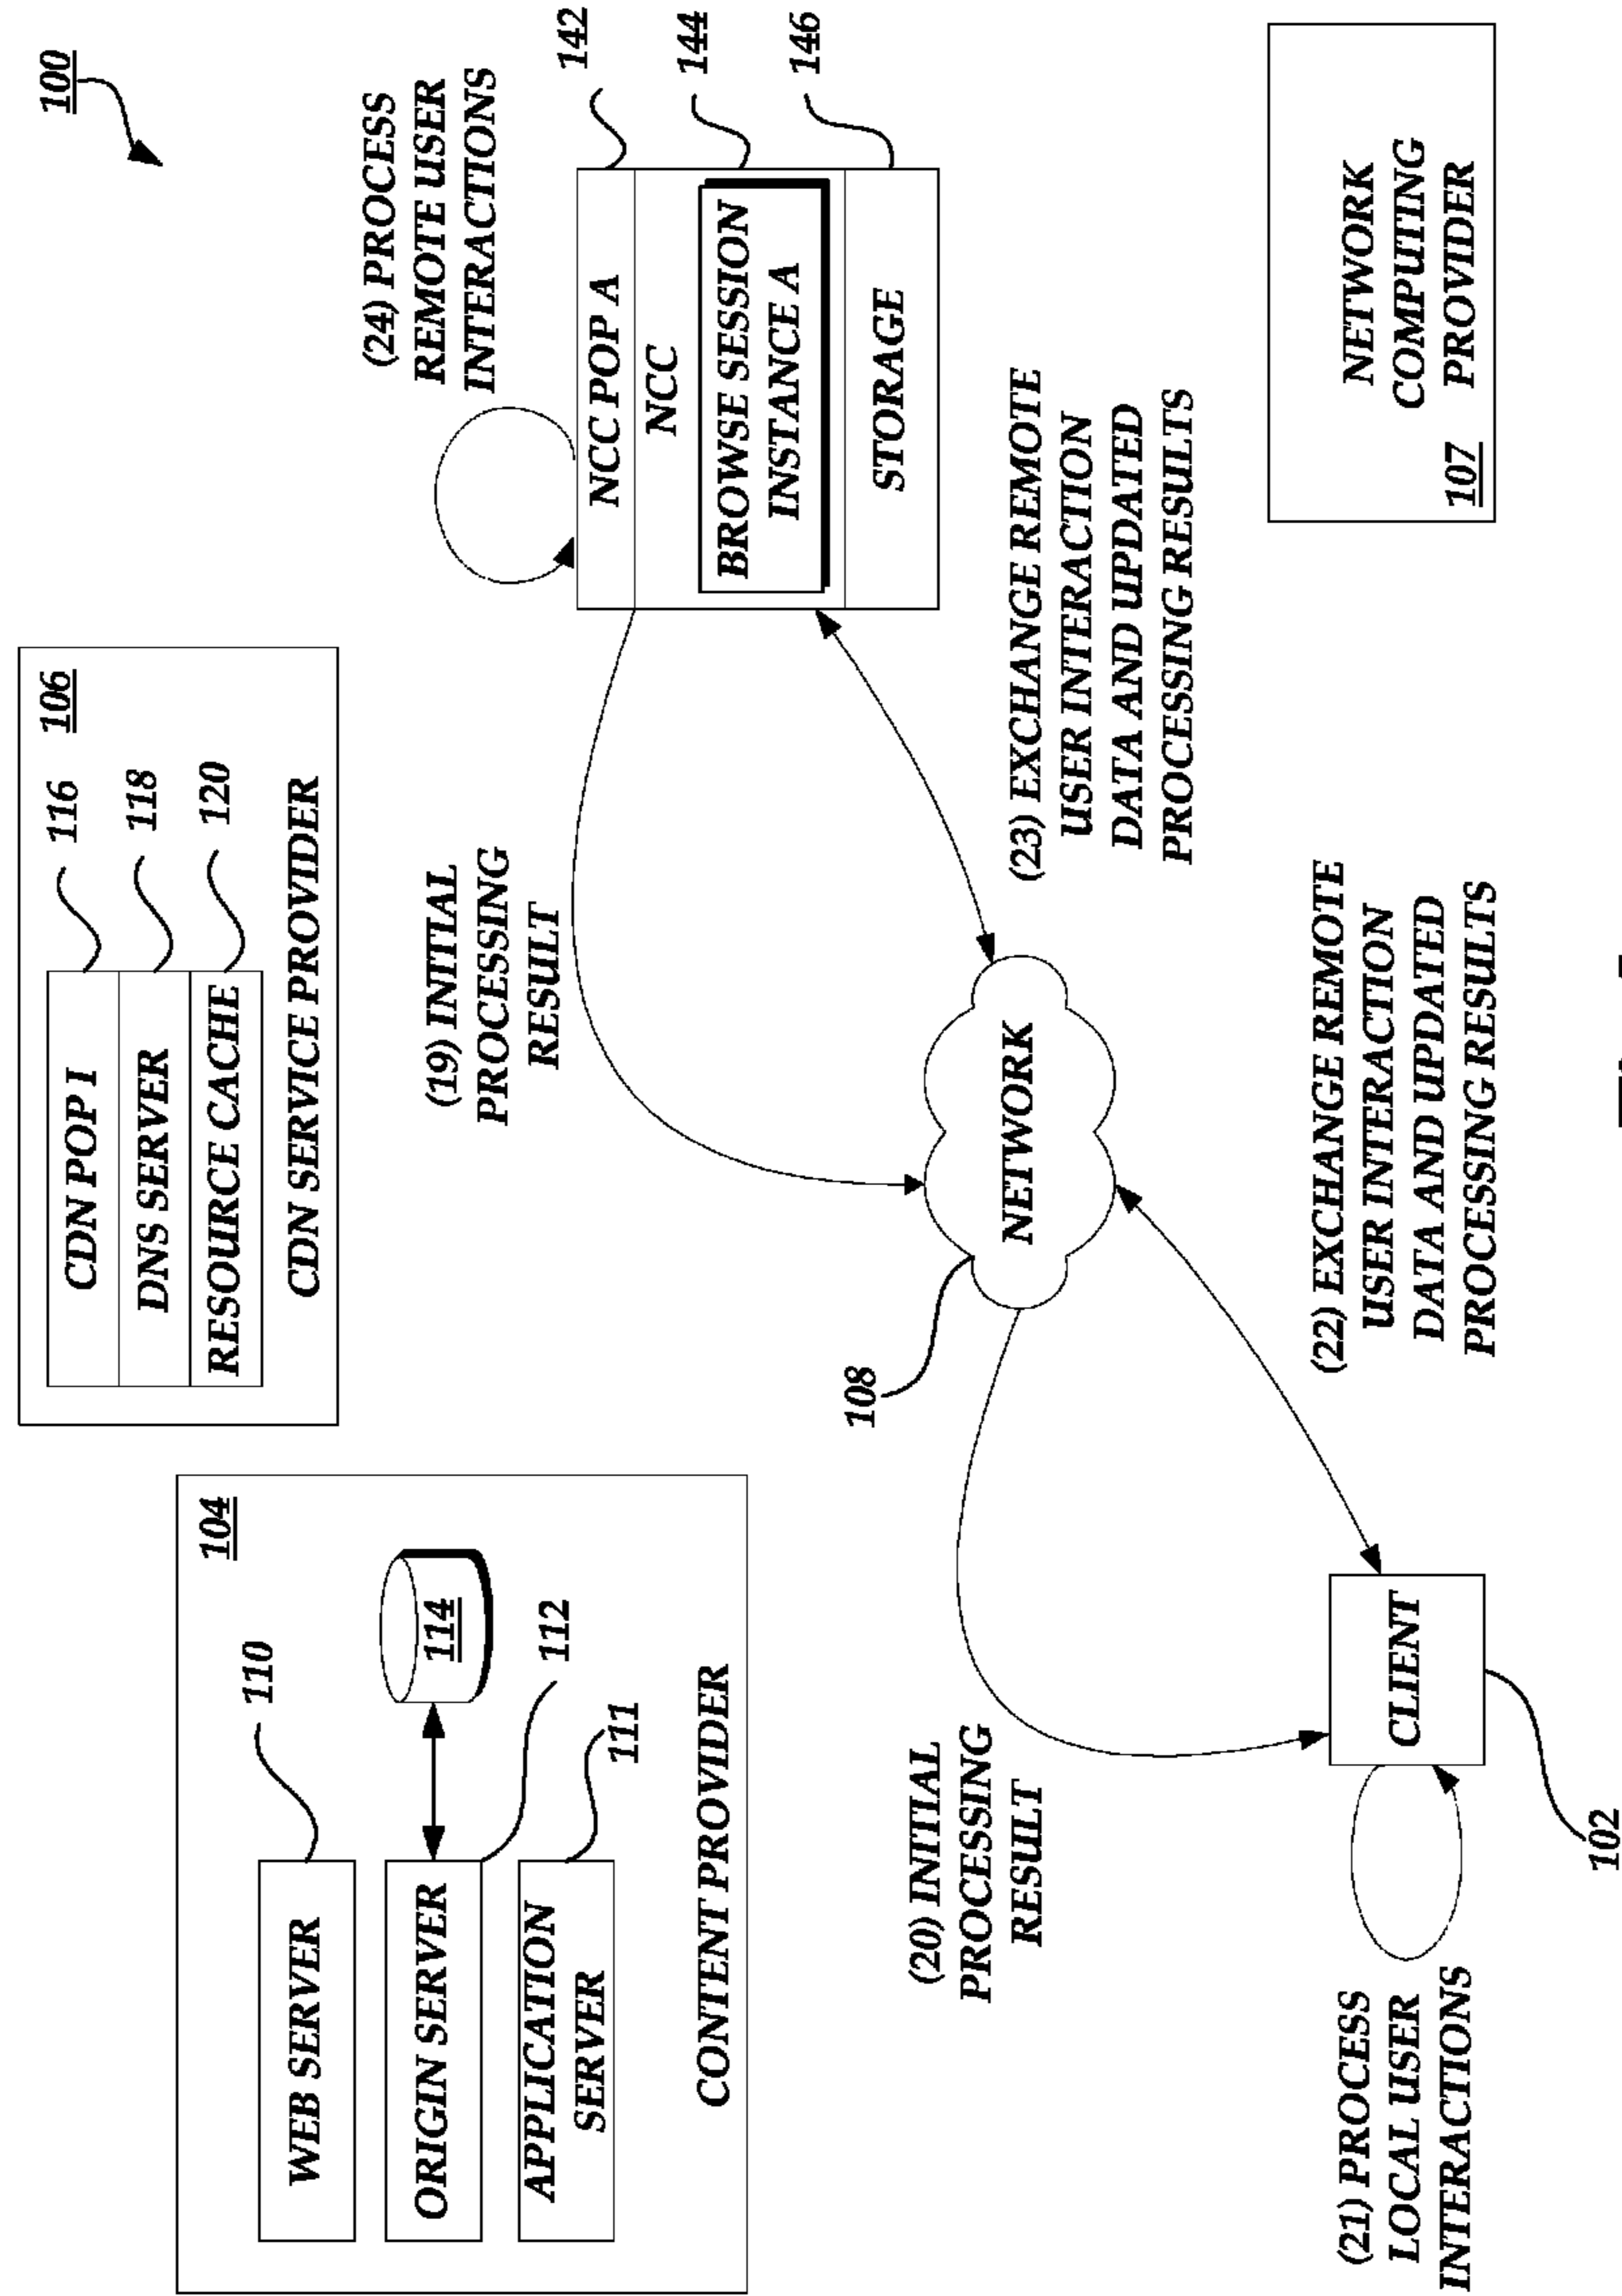 100
104
WEB SERVER
110
ORIGIN SERVER
114
112
APPLICATION
SERVER
111
CONTENT PROVIDER
106
CDN POP 1
116
DNS SERVER
118
RESOURCE CACHE
120
CDN SERVICE PROVIDER
(24) PROCESS
REMOTE USER
INTERACTIONS
NCC POP A
142
NCC
144
BROWSE SESSION
INSTANCE A
STORAGE
146
(19) INITIAL
PROCESSING
RESULT
108
NETWORK
(20) INITIAL
PROCESSING
RESULT
(23) EXCHANGE REMOTE
USER INTERACTION
DATA AND UPDATED
PROCESSING RESULTS
(21) PROCESS
LOCAL USER
INTERACTIONS
CLIENT
102
(22) EXCHANGE REMOTE
USER INTERACTION
DATA AND UPDATED
PROCESSING RESULTS
NETWORK
COMPUTING
PROVIDER
107